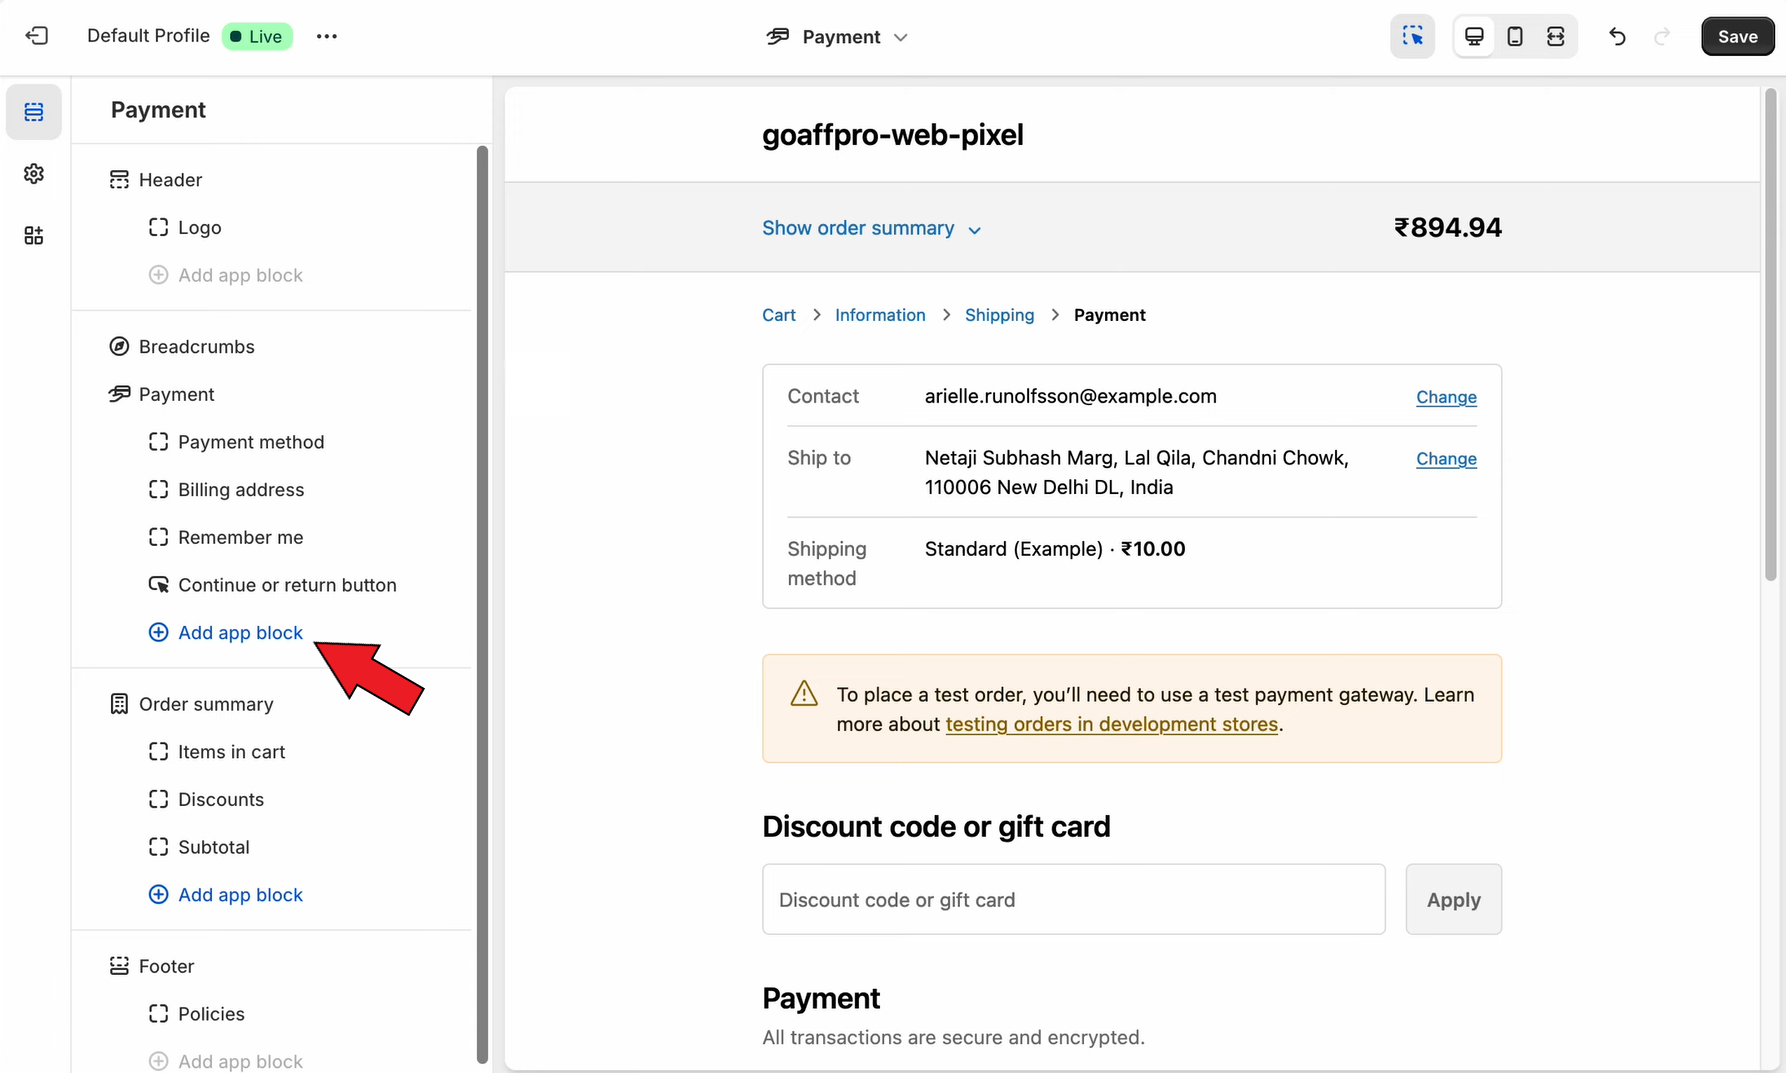 Default Profile
Live
Payment
Save
Payment
Header
Logo
Add app block
Breadcrumbs
Payment
Payment method
Billing address
Remember me
Continue or return button
Add app block
Order summary
Items in cart
Discounts
Subtotal
Add app block
Footer
Policies
Add app block
goaffpro-web-pixel
Show order summary
₹894.94
Cart > Information > Shipping > Payment
Contact arielle.runolfsson@example.com Change
Ship to Netaji Subhash Marg, Lal Qila, Chandni Chowk, Change
110006 New Delhi DL, India
Shipping Standard (Example) · ₹10.00
method
To place a test order, you’ll need to use a test payment gateway. Learn
more about testing orders in development stores.
Discount code or gift card
Discount code or gift card
Apply
Payment
All transactions are secure and encrypted.